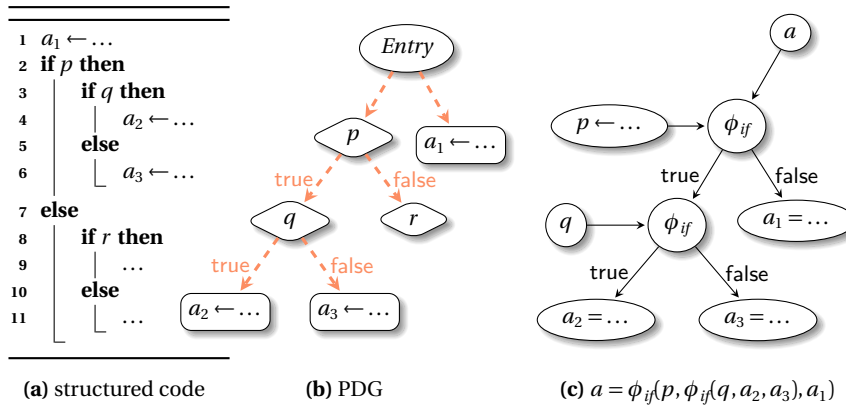 1 a₁ ← …
2 if p then
3 if q then
4 a₂ ← …
5 else
6 a₃ ← …
7 else
8 if r then
9 …
10 else
11 …
(a) structured code
Entry
p
a₁ ← …
true
false
q
r
true
false
a₂ ← …
a₃ ← …
(b) PDG
a
p ← …
ϕif
true
false
q
ϕif
a₁ = …
true
false
a₂ = …
a₃ = …
(c) a = ϕif(p, ϕif(q, a₂, a₃), a₁)